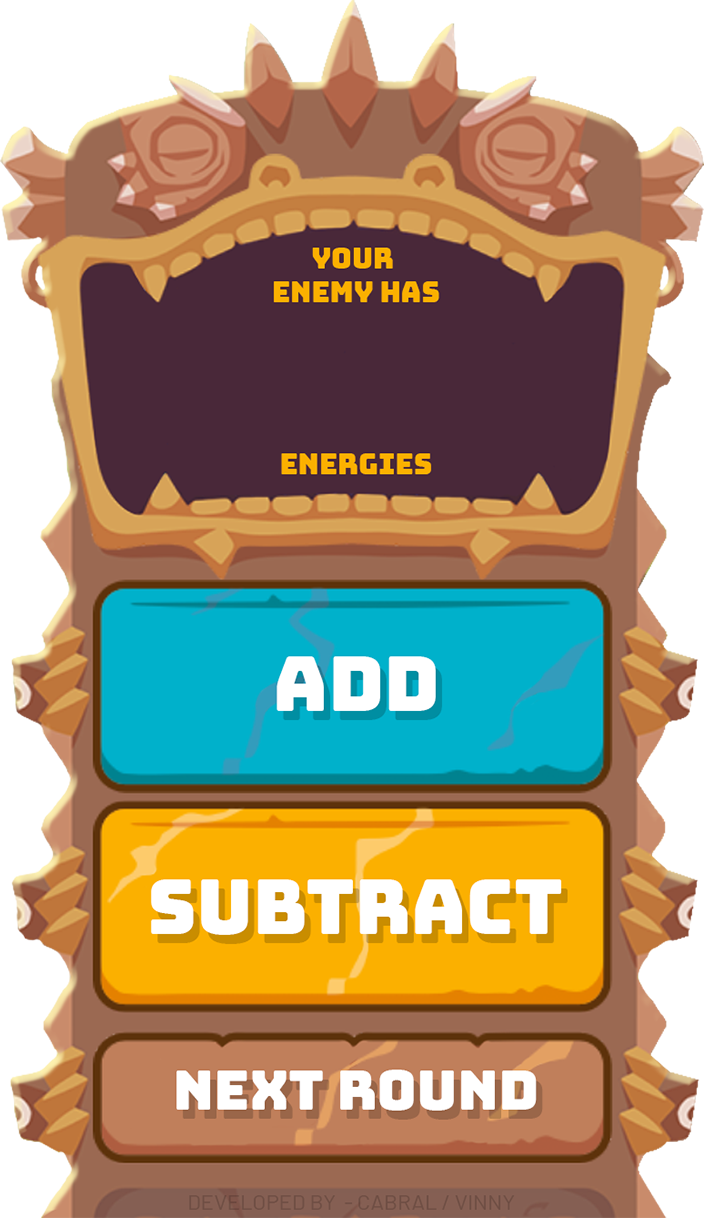 YOUR
ENEMY HAS
ENERGIES
ADD
SUBTRACT
NEXT ROUND
DEVELOPED BY - CABRAL / VINNY